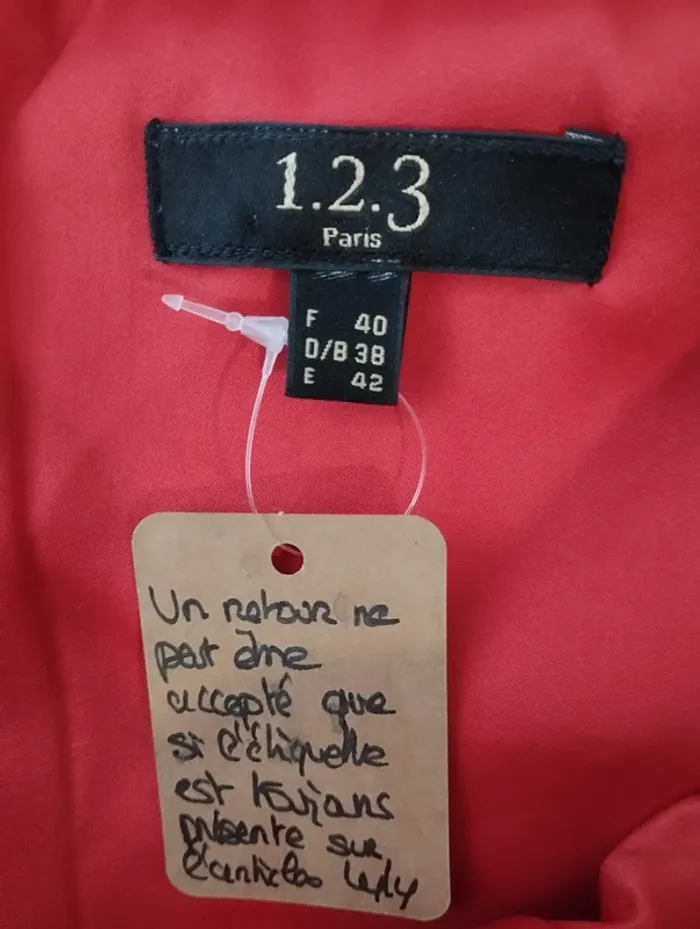 1.2.3
Paris
F 40
D/B 38
E 42
Un retour ne
peut être
accepté que
si l'étiquette
est toujours
présente sur
l'article